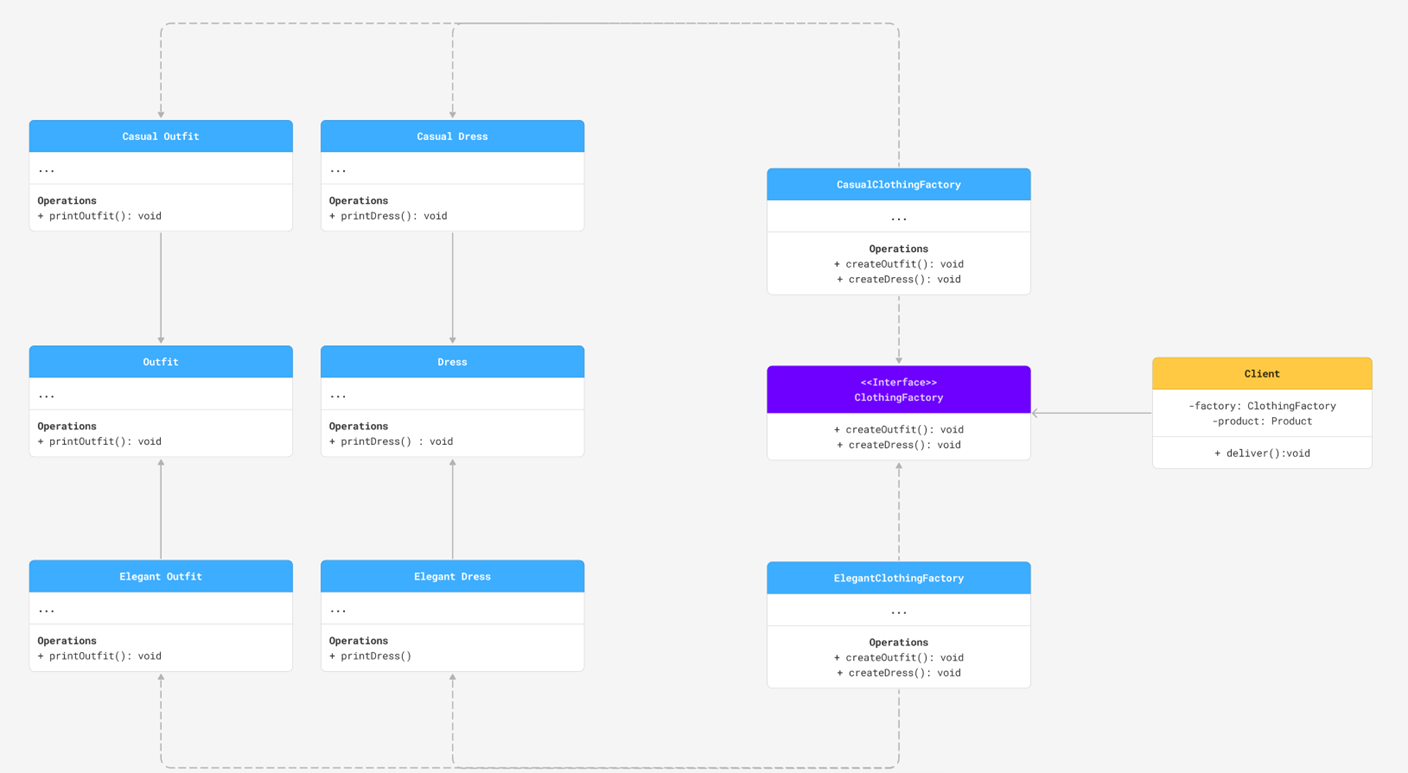 Casual Outfit
...
Operations
+ printOutfit(): void
Casual Dress
...
Operations
+ printDress(): void
CasualClothingFactory
...
Operations
+ createOutfit(): void
+ createDress(): void
Outfit
...
Operations
+ printOutfit(): void
Dress
...
Operations
+ printDress() : void
<<Interface>>
ClothingFactory
+ createOutfit(): void
+ createDress(): void
Client
-factory: ClothingFactory
-product: Product
+ deliver():void
Elegant Outfit
...
Operations
+ printOutfit(): void
Elegant Dress
...
Operations
+ printDress()
ElegantClothingFactory
...
Operations
+ createOutfit(): void
+ createDress(): void